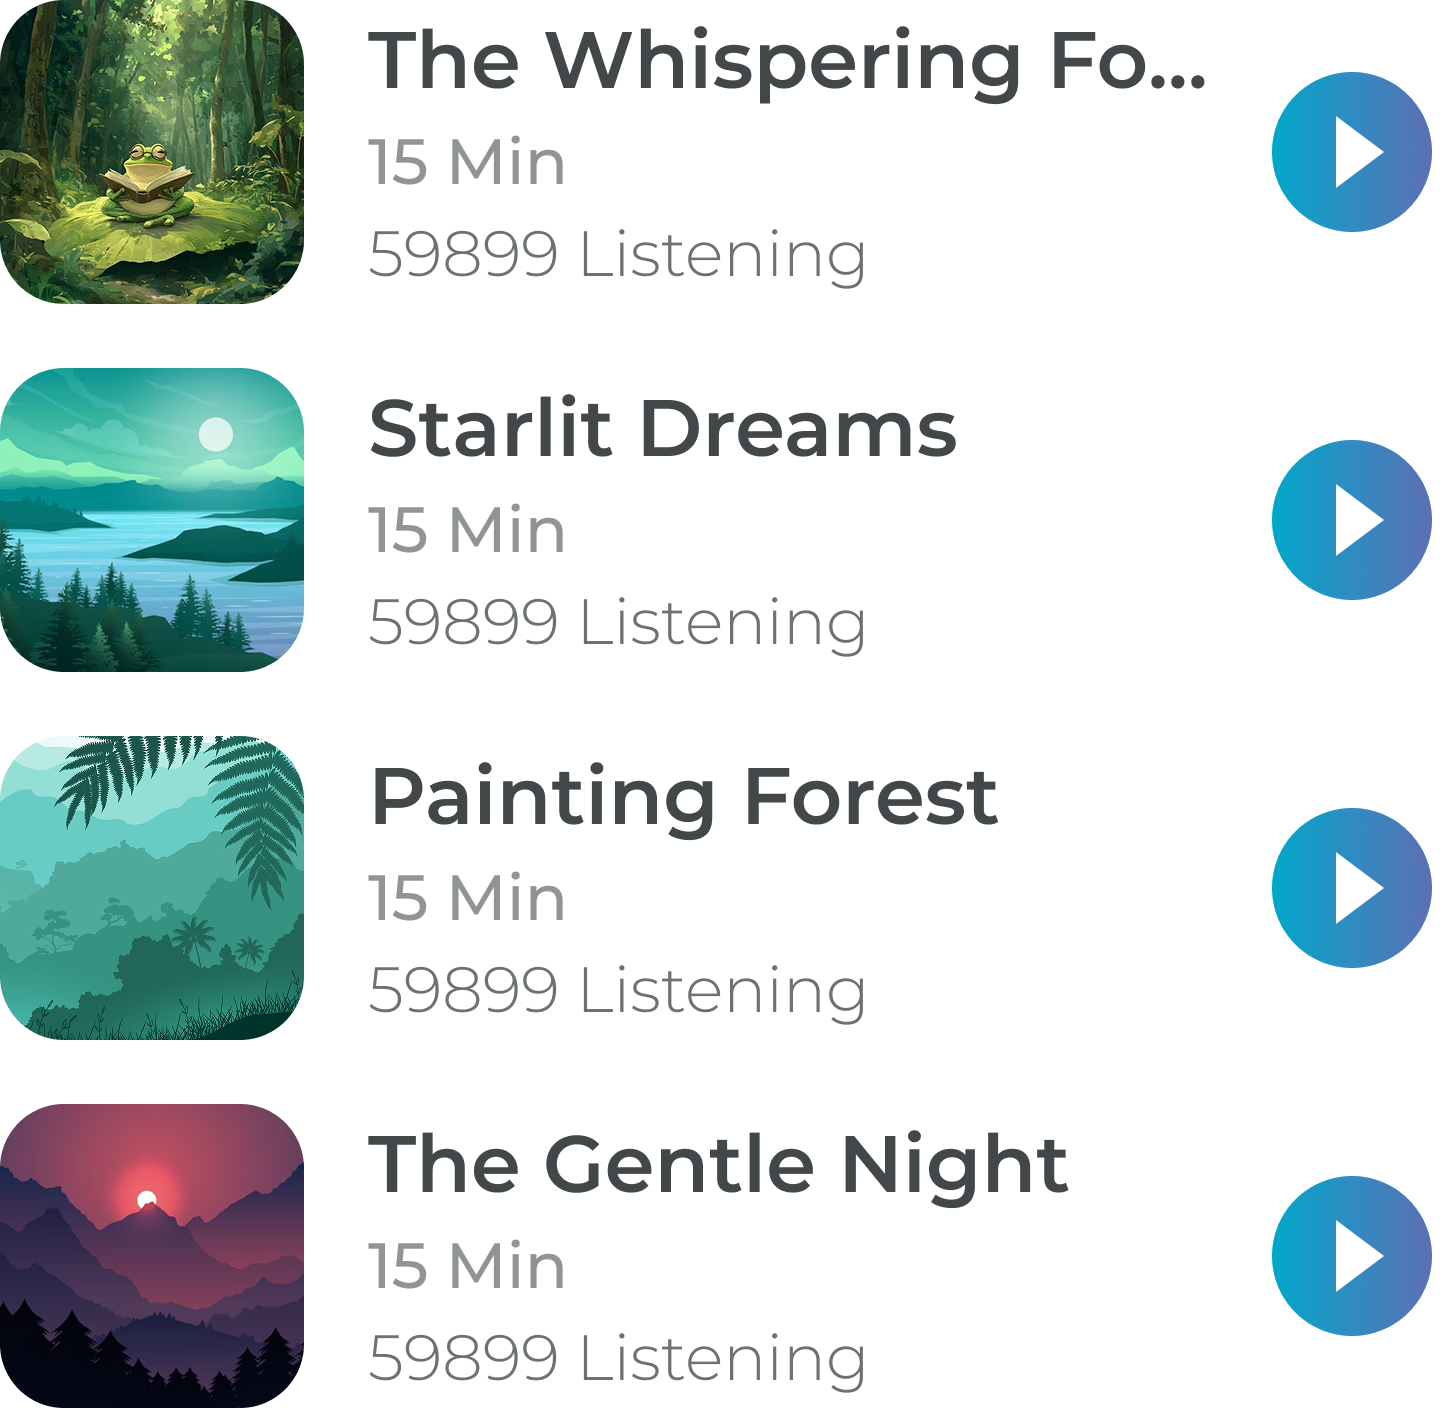 The Whispering Fo...
15 Min
59899 Listening
Starlit Dreams
15 Min
59899 Listening
Painting Forest
15 Min
59899 Listening
The Gentle Night
15 Min
59899 Listening